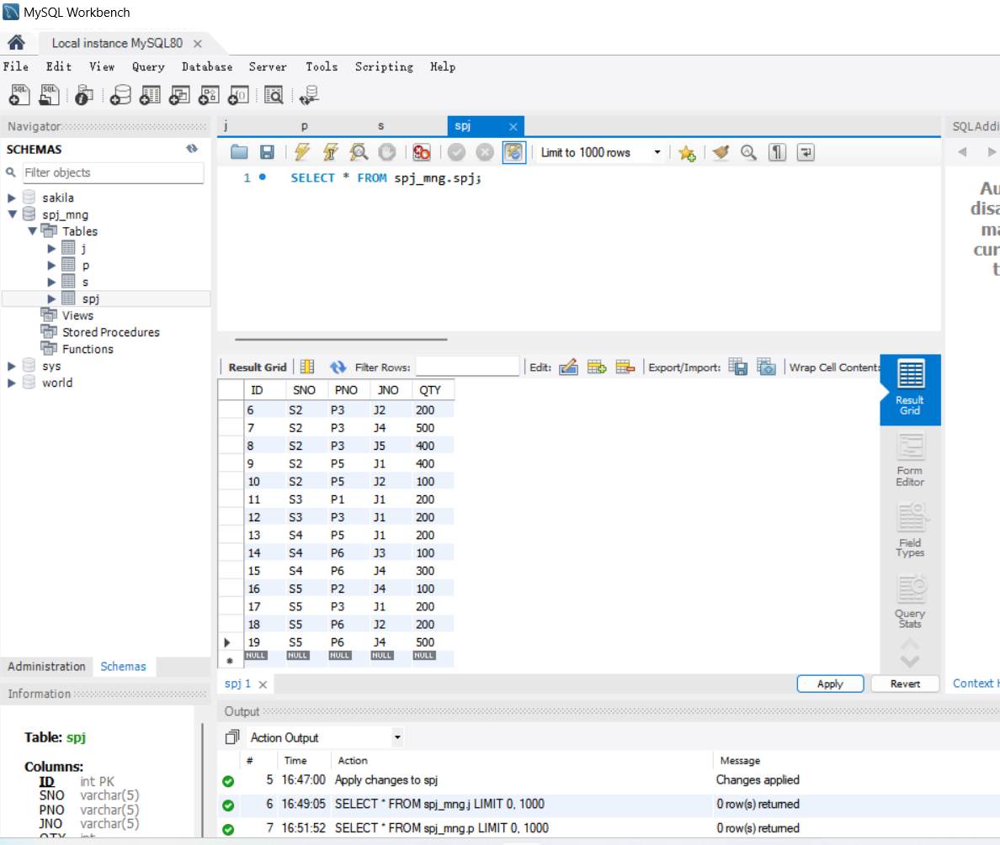 MySQL Workbench
Local instance MySQL80
File Edit View Query Database Server Tools Scripting Help
Navigator
SCHEMAS
Filter objects
sakila
spj_mng
Tables
j
p
s
spj
Views
Stored Procedures
Functions
sys
world
Administration Schemas
Information
Table: spj
Columns:
ID int PK
SNO varchar(5)
PNO varchar(5)
JNO varchar(5)
QTY int
j p s spj
Limit to 1000 rows
1 SELECT * FROM spj_mng.spj;
Result Grid Filter Rows: Edit: Export/Import: Wrap Cell Content:
ID SNO PNO JNO QTY
6 S2 P3 J2 200
7 S2 P3 J4 500
8 S2 P3 J5 400
9 S2 P5 J1 400
10 S2 P5 J2 100
11 S3 P1 J1 200
12 S3 P3 J1 200
13 S4 P5 J1 200
14 S4 P6 J3 100
15 S4 P6 J4 300
16 S5 P2 J4 100
17 S5 P3 J1 200
18 S5 P6 J2 200
19 S5 P6 J4 500
NULL NULL NULL NULL NULL
Result
Grid
Form
Editor
Field
Types
Query
Stats
spj 1
Apply Revert
Output
Action Output
# Time Action Message
5 16:47:00 Apply changes to spj Changes applied
6 16:49:05 SELECT * FROM spj_mng.j LIMIT 0, 1000 0 row(s) returned
7 16:51:52 SELECT * FROM spj_mng.p LIMIT 0, 1000 0 row(s) returned
SQLAddi
Au
disa
ma
cur
t
Context H